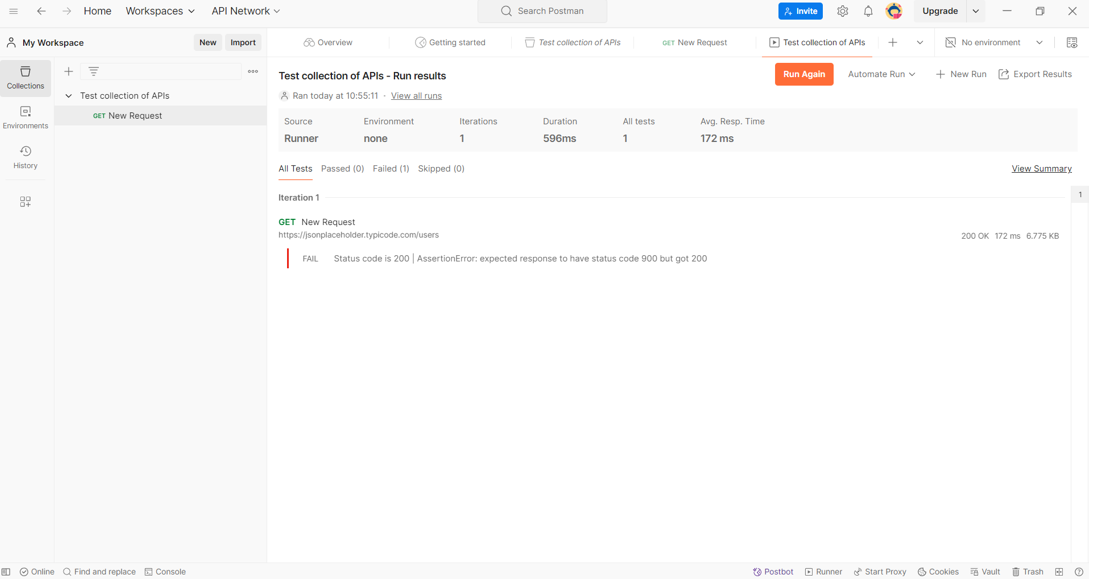 Home Workspaces API Network Search Postman Invite Upgrade
My Workspace New Import Overview Getting started Test collection of APIs GET New Request Test collection of APIs No environment
Collections
Environments
History
Test collection of APIs
GET New Request
Test collection of APIs - Run results Run Again Automate Run New Run Export Results
Ran today at 10:55:11 · View all runs
Source Environment Iterations Duration All tests Avg. Resp. Time
Runner none 1 596ms 1 172 ms
All Tests Passed (0) Failed (1) Skipped (0) View Summary
Iteration 1 1
GET New Request
https://jsonplaceholder.typicode.com/users 200 OK 172 ms 6.775 KB
FAIL Status code is 200 | AssertionError: expected response to have status code 900 but got 200
Online Find and replace Console Postbot Runner Start Proxy Cookies Vault Trash